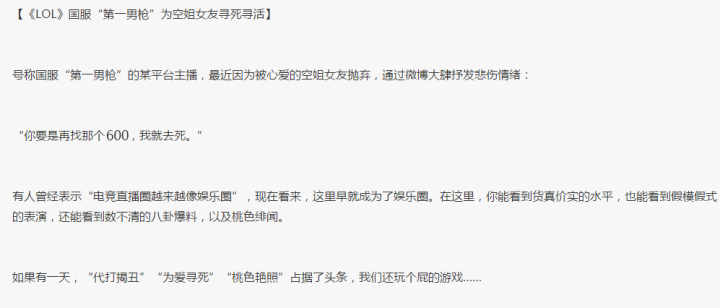 【《LOL》国服“第一男枪”为空姐女友寻死寻活】
号称国服“第一男枪”的某平台主播，最近因为被心爱的空姐女友抛弃，通过微博大肆抒发悲伤情绪：
“你要是再找那个600，我就去死。”
有人曾经表示“电竞直播圈越来越像娱乐圈”，现在看来，这里早就成为了娱乐圈。在这里，你能看到货真价实的水平，也能看到假模假式
的表演，还能看到数不清的八卦爆料，以及桃色绯闻。
如果有一天，“代打揭丑”“为爱寻死”“桃色艳照”占据了头条，我们还玩个屁的游戏......